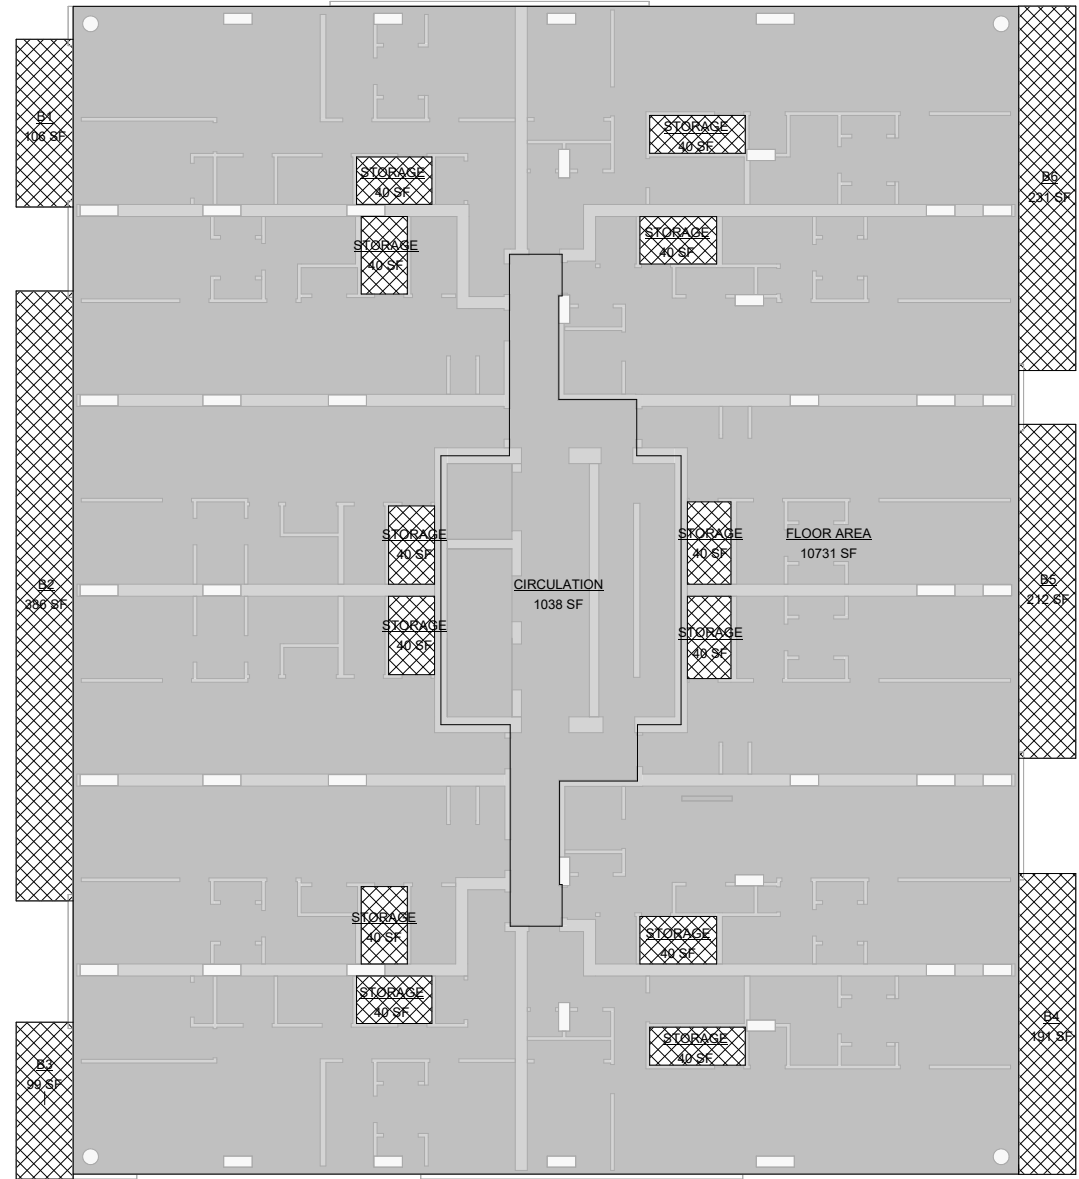 B1
106 SF
STORAGE
40 SF
STORAGE
40 SF
STORAGE
40 SF
STORAGE
40 SF
B6
231 SF
STORAGE
40 SF
STORAGE
40 SF
FLOOR AREA
10731 SF
B2
386 SF
CIRCULATION
1038 SF
B5
212 SF
STORAGE
40 SF
STORAGE
40 SF
STORAGE
40 SF
STORAGE
40 SF
STORAGE
40 SF
STORAGE
40 SF
B3
99 SF
B4
191 SF